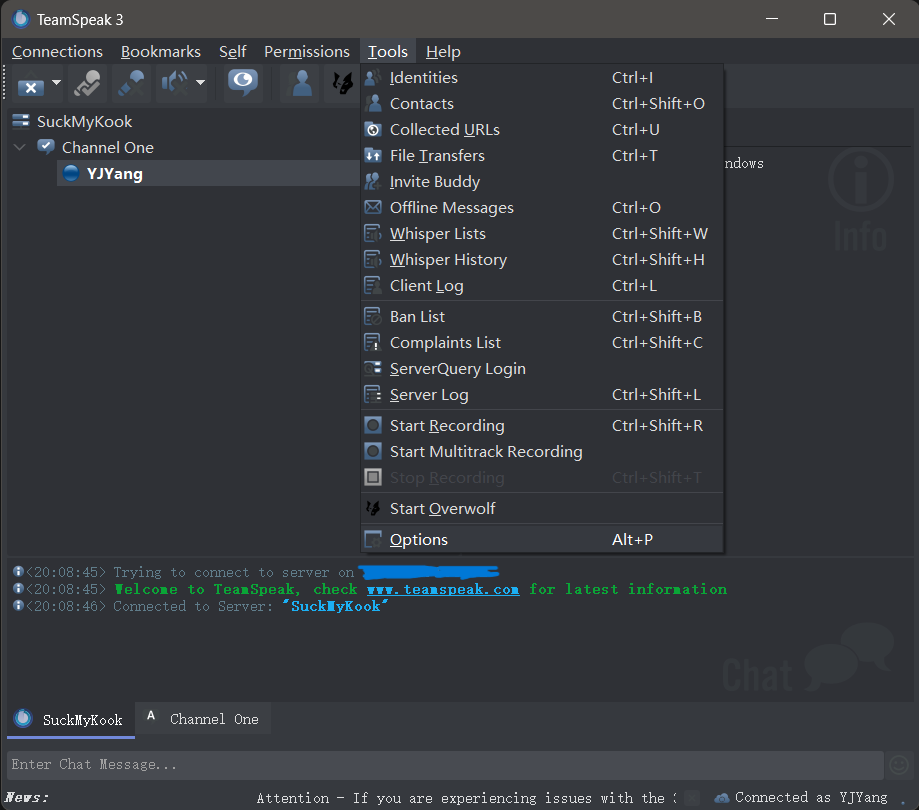 TeamSpeak 3
Connections Bookmarks Self Permissions Tools Help
SuckMyKook
Channel One
YJYang
Identities Ctrl+I
Contacts Ctrl+Shift+O
Collected URLs Ctrl+U
File Transfers Ctrl+T
Invite Buddy
Offline Messages Ctrl+O
Whisper Lists Ctrl+Shift+W
Whisper History Ctrl+Shift+H
Client Log Ctrl+L
Ban List Ctrl+Shift+B
Complaints List Ctrl+Shift+C
ServerQuery Login
Server Log Ctrl+Shift+L
Start Recording Ctrl+Shift+R
Start Multitrack Recording
Stop Recording Ctrl+Shift+T
Start Overwolf
Options Alt+P
ndows
Info
<20:08:45> Trying to connect to server on
<20:08:45> Welcome to TeamSpeak, check www.teamspeak.com for latest information
<20:08:46> Connected to Server: "SuckMyKook"
Chat
SuckMyKook A Channel One
Enter Chat Message...
News: Attention - If you are experiencing issues with the Connected as YJYang